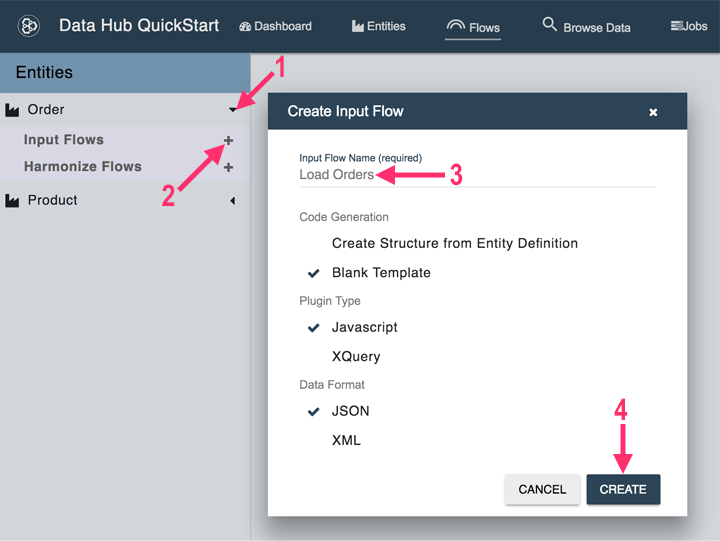 Data Hub QuickStart Dashboard Entities Flows Browse Data Jobs
Entities
1
Order
Input Flows
2
Harmonize Flows
Product
Create Input Flow
Input Flow Name (required)
Load Orders
3
Code Generation
Create Structure from Entity Definition
Blank Template
Plugin Type
Javascript
XQuery
Data Format
JSON
XML
4
CANCEL CREATE